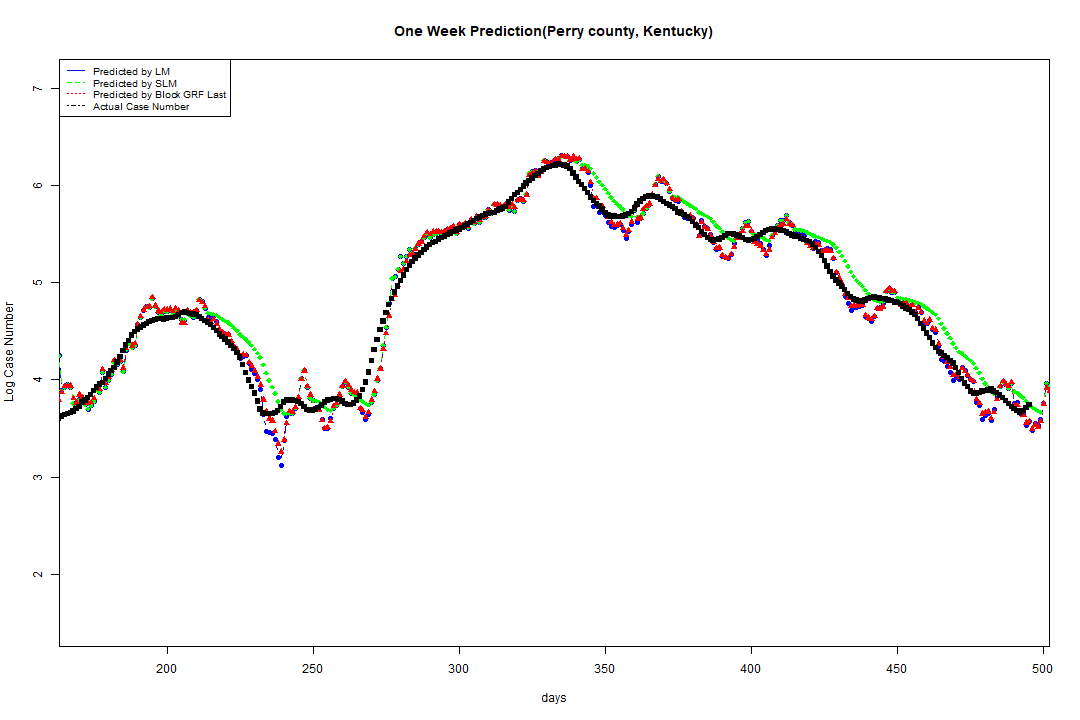 One Week Prediction(Perry county, Kentucky)
Predicted by LM
Predicted by SLM
Predicted by Block GRF Last
Actual Case Number
7
6
5
4
3
2
Log Case Number
200 250 300 350 400 450 500
days